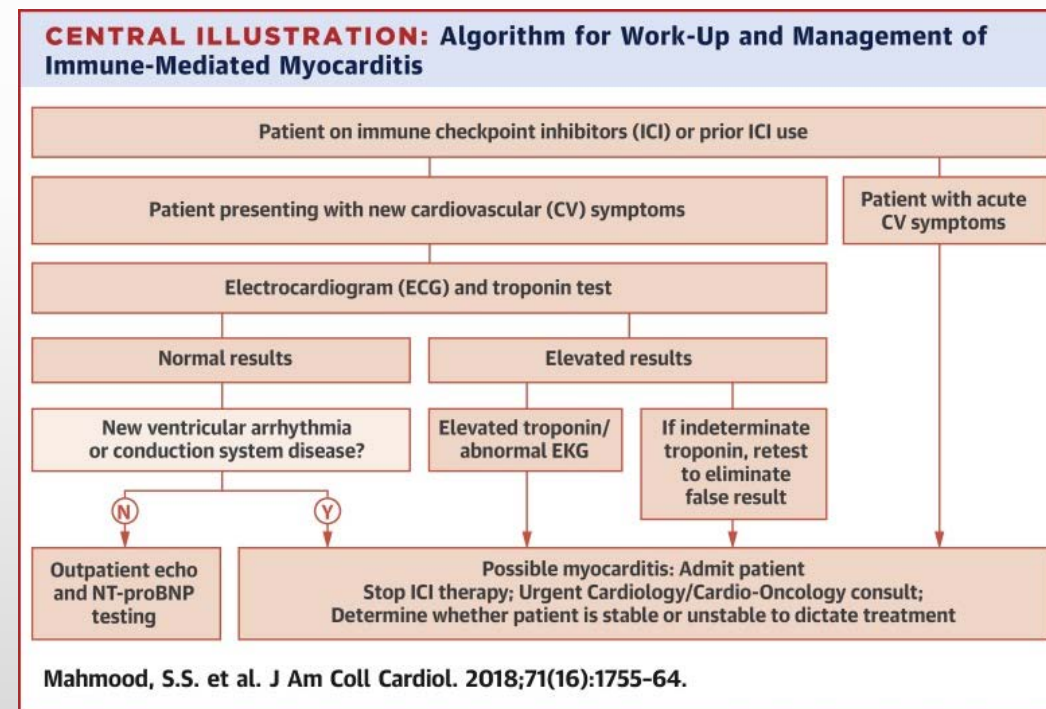 CENTRAL ILLUSTRATION: Algorithm for Work-Up and Management of
Immune-Mediated Myocarditis
Patient on immune checkpoint inhibitors (ICI) or prior ICI use
Patient presenting with new cardiovascular (CV) symptoms
Patient with acute
CV symptoms
Electrocardiogram (ECG) and troponin test
Normal results
Elevated results
New ventricular arrhythmia
or conduction system disease?
Elevated troponin/
abnormal EKG
If indeterminate
troponin, retest
to eliminate
false result
N
Y
Outpatient echo
and NT-proBNP
testing
Possible myocarditis: Admit patient
Stop ICI therapy; Urgent Cardiology/Cardio-Oncology consult;
Determine whether patient is stable or unstable to dictate treatment
Mahmood, S.S. et al. J Am Coll Cardiol. 2018;71(16):1755-64.